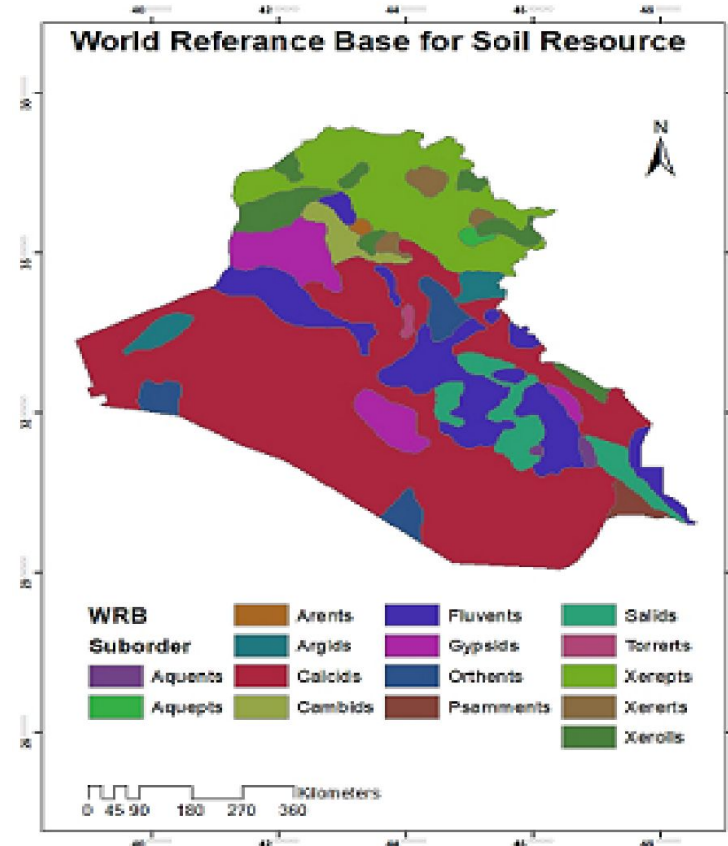 World Referance Base for Soil Resource
N
WRB
Suborder
Aquents
Aquepts
Arents
Argids
Calcids
Cambids
Fluvents
Gypsids
Orthents
Psamments
Salids
Torrerts
Xerepts
Xererts
Xerolls
Kilometers
0 45 90 180 270 360